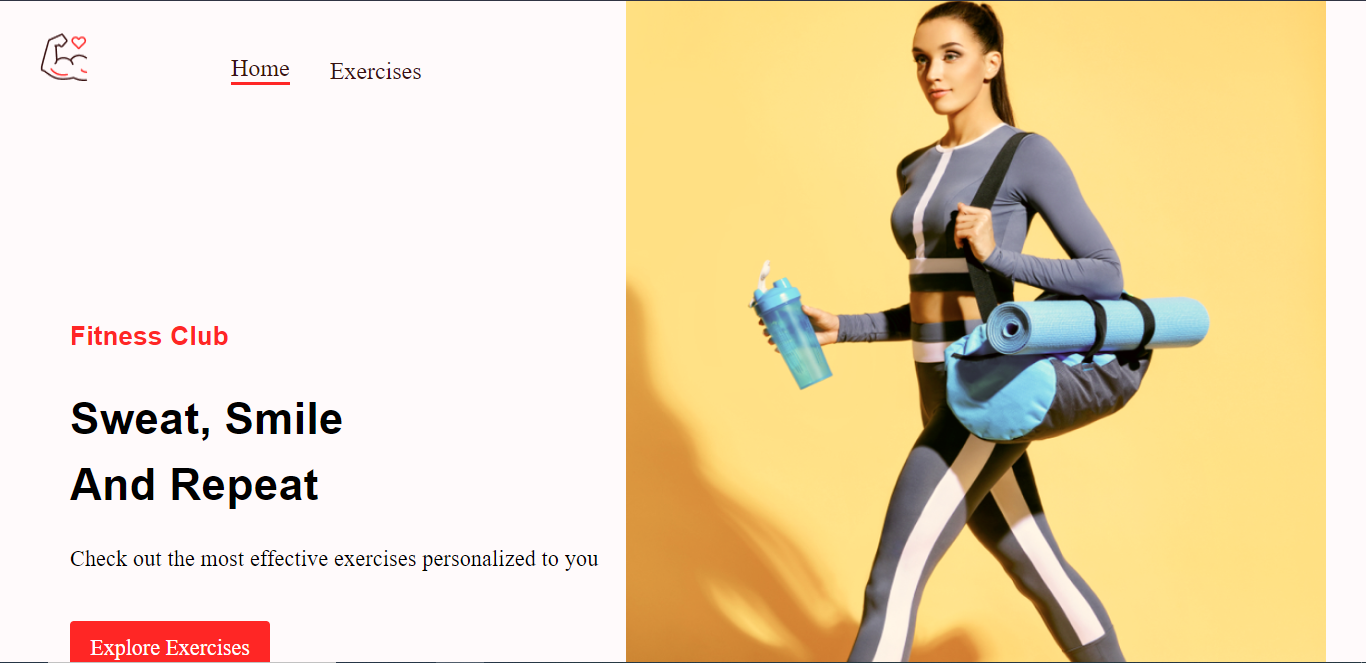 Home Exercises
Fitness Club
Sweat, Smile
And Repeat
Check out the most effective exercises personalized to you
Explore Exercises